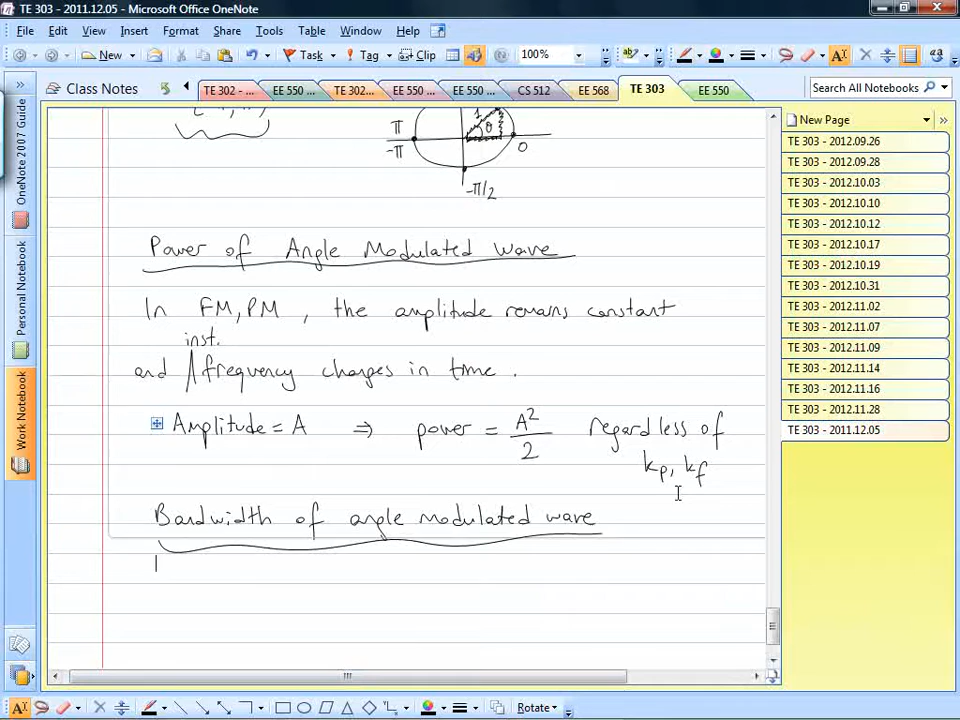 TE 303 - 2011.12.05 - Microsoft Office OneNote
File Edit View Insert Format Share Tools Table Window Help
New Task Tag Clip 100%
Class Notes TE 302 - ... EE 550 ... TE 302... EE 550 ... EE 550 ... CS 512 EE 568 TE 303 EE 550 Search All Notebooks
OneNote 2007 Guide
Personal Notebook
Work Notebook
New Page
TE 303 - 2012.09.26
TE 303 - 2012.09.28
TE 303 - 2012.10.03
TE 303 - 2012.10.10
TE 303 - 2012.10.12
TE 303 - 2012.10.17
TE 303 - 2012.10.19
TE 303 - 2012.10.31
TE 303 - 2012.11.02
TE 303 - 2012.11.07
TE 303 - 2012.11.09
TE 303 - 2012.11.14
TE 303 - 2012.11.16
TE 303 - 2012.11.28
TE 303 - 2011.12.05
1
π θ
-π 0
-π/2
Power of Angle Modulated wave
In FM, PM , the amplitude remains constant
inst.
and frequency changes in time .
Amplitude = A ⇒ power = A²/2 regardless of
kp, kf
Bandwidth of angle modulated wave
Rotate